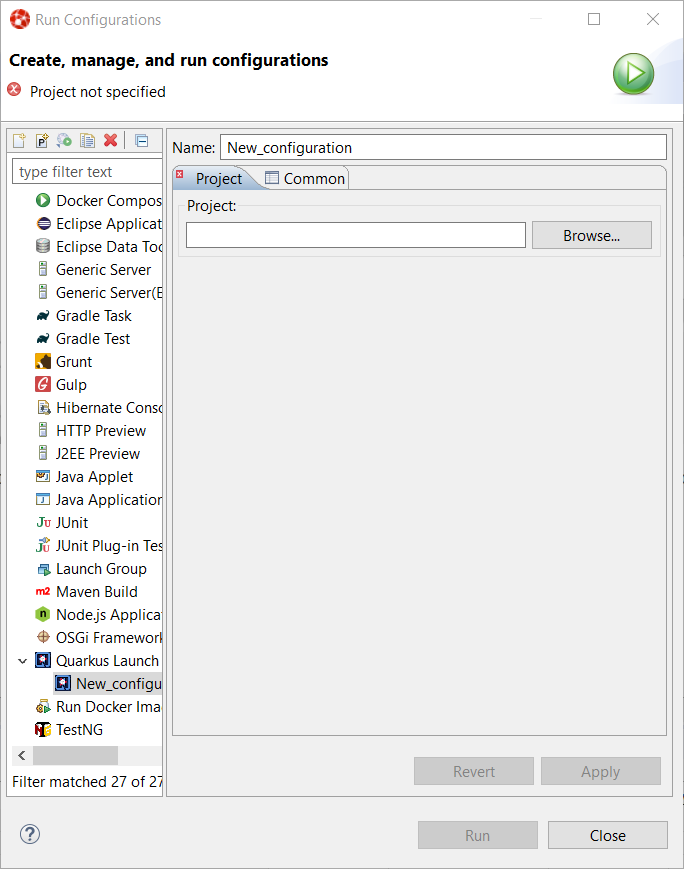 Run Configurations
Create, manage, and run configurations
Project not specified
Name: New_configuration
type filter text
Project Common
Project:
Browse...
Docker Compos
Eclipse Applicat
Eclipse Data Too
Generic Server
Generic Server(E
Gradle Task
Gradle Test
Grunt
Gulp
Hibernate Conso
HTTP Preview
J2EE Preview
Java Applet
Java Application
JUnit
JUnit Plug-in Tes
Launch Group
Maven Build
Node.js Applica
OSGi Framework
Quarkus Launch
New_configu
Run Docker Ima
TestNG
Filter matched 27 of 27
Revert Apply
Run Close